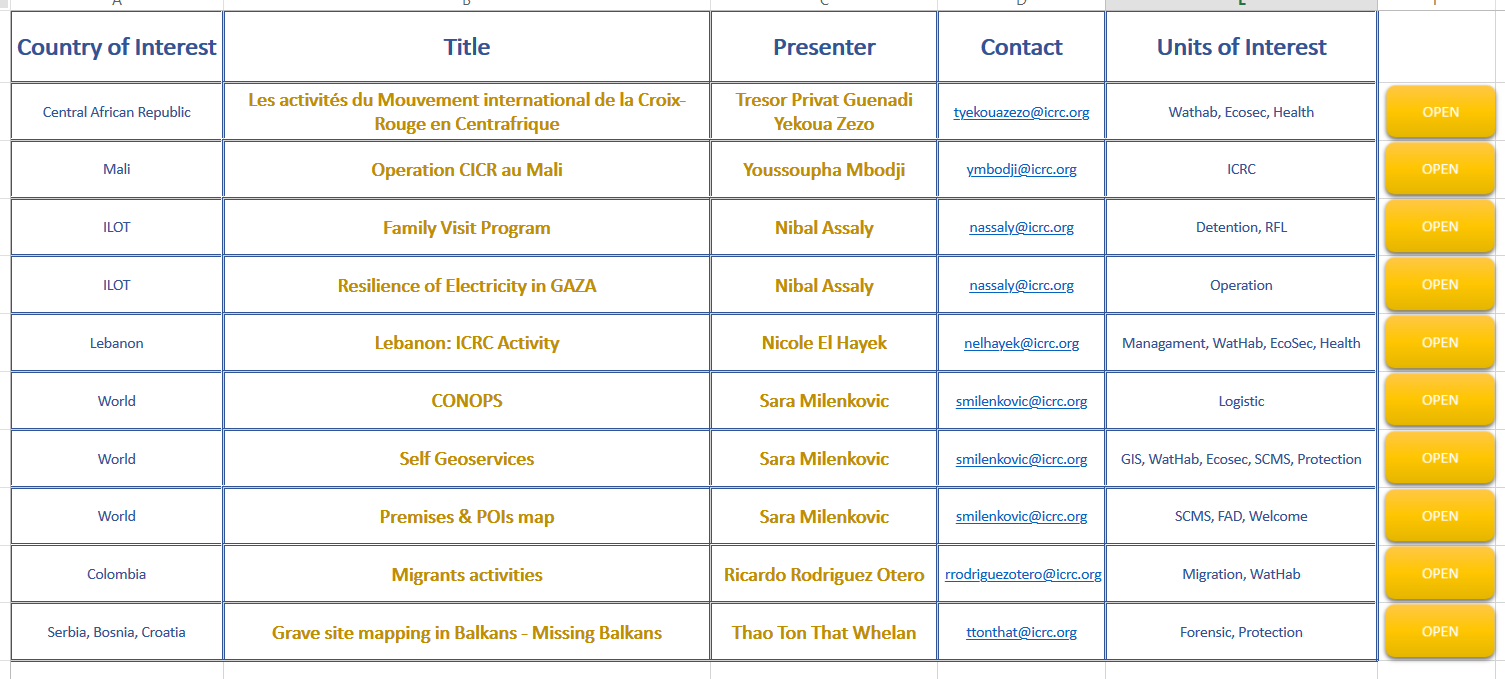 A B C D E F
Country of Interest Title Presenter Contact Units of Interest
Central African Republic Les activités du Mouvement international de la Croix-
Rouge en Centrafrique Tresor Privat Guenadi
Yekoua Zezo tyekouazezo@icrc.org Wathab, Ecosec, Health OPEN
Mali Operation CICR au Mali Youssoupha Mbodji ymbodji@icrc.org ICRC OPEN
ILOT Family Visit Program Nibal Assaly nassaly@icrc.org Detention, RFL OPEN
ILOT Resilience of Electricity in GAZA Nibal Assaly nassaly@icrc.org Operation OPEN
Lebanon Lebanon: ICRC Activity Nicole El Hayek nelhayek@icrc.org Managament, WatHab, EcoSec, Health OPEN
World CONOPS Sara Milenkovic smilenkovic@icrc.org Logistic OPEN
World Self Geoservices Sara Milenkovic smilenkovic@icrc.org GIS, WatHab, Ecosec, SCMS, Protection OPEN
World Premises & POIs map Sara Milenkovic smilenkovic@icrc.org SCMS, FAD, Welcome OPEN
Colombia Migrants activities Ricardo Rodriguez Otero rrodriguezotero@icrc.org Migration, WatHab OPEN
Serbia, Bosnia, Croatia Grave site mapping in Balkans - Missing Balkans Thao Ton That Whelan ttonthat@icrc.org Forensic, Protection OPEN